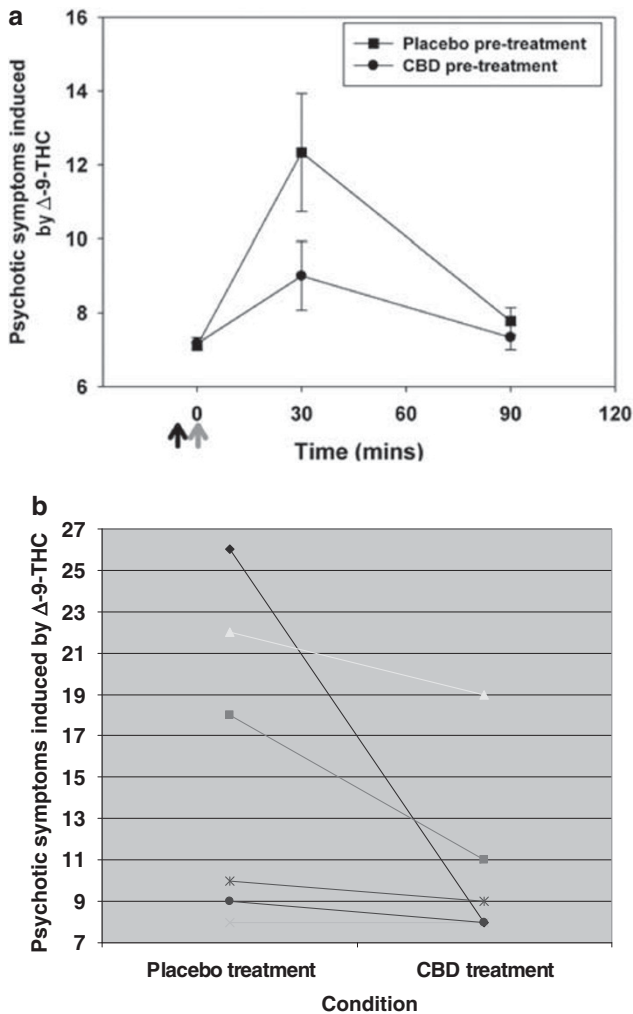 a
16
14
12
10
8
6
Psychotic symptoms induced
by Δ-9-THC
Placebo pre-treatment
CBD pre-treatment
0 30 60 90 120
Time (mins)
b
27
25
23
21
19
17
15
13
11
9
7
Psychotic symptoms induced by Δ-9-THC
Placebo treatment CBD treatment
Condition